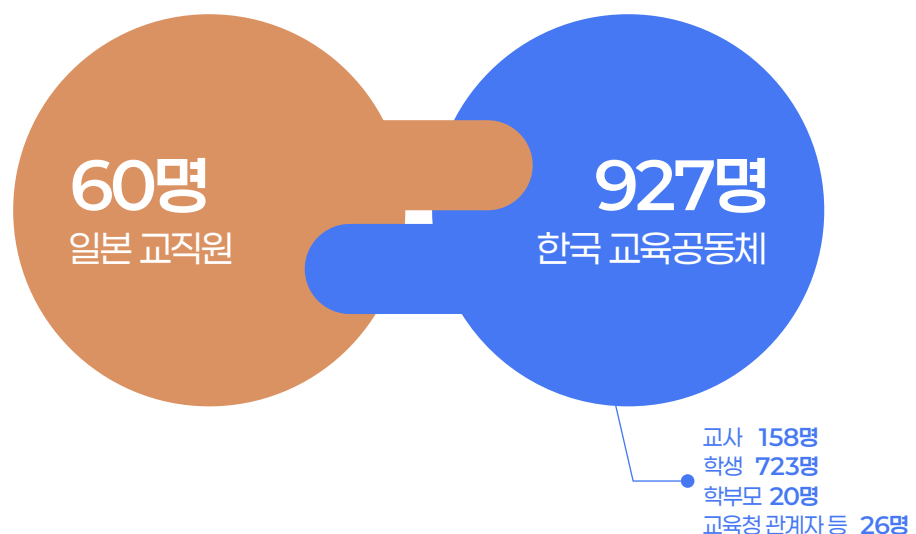 60명
일본 교직원
927명
한국 교육공동체
교사 158명
학생 723명
학부모 20명
교육청 관계자 등 26명